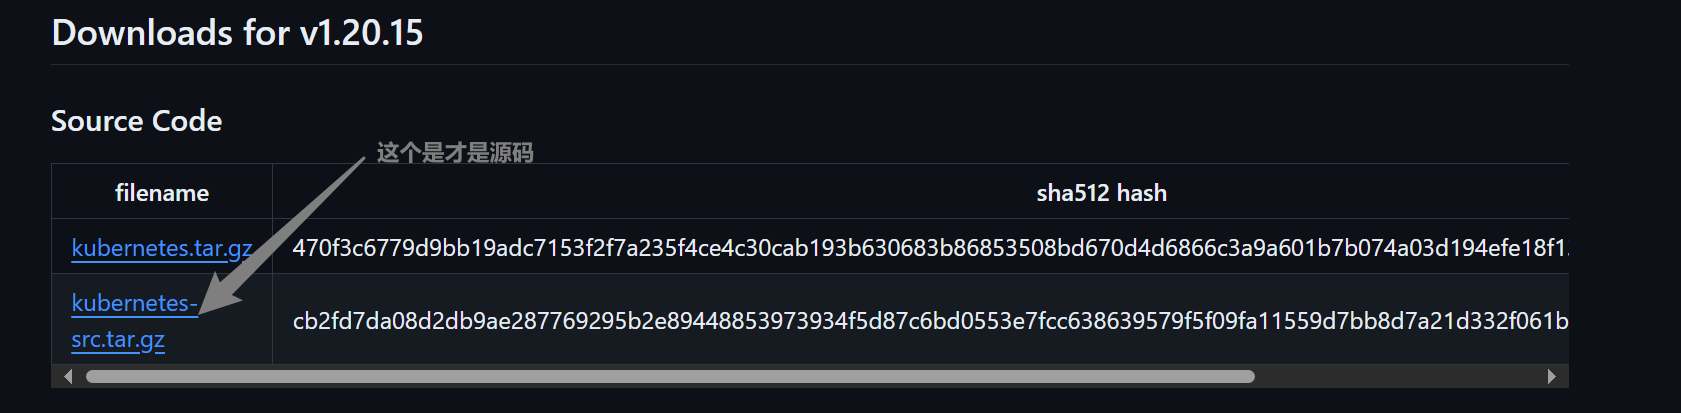 Downloads for v1.20.15
Source Code
这个是才是源码
filename
sha512 hash
kubernetes.tar.gz
470f3c6779d9bb19adc7153f2f7a235f4ce4c30cab193b630683b86853508bd670d4d6866c3a9a601b7b074a03d194efe18f1
kubernetes-
src.tar.gz
cb2fd7da08d2db9ae287769295b2e89448853973934f5d87c6bd0553e7fcc638639579f5f09fa11559d7bb8d7a21d332f061b